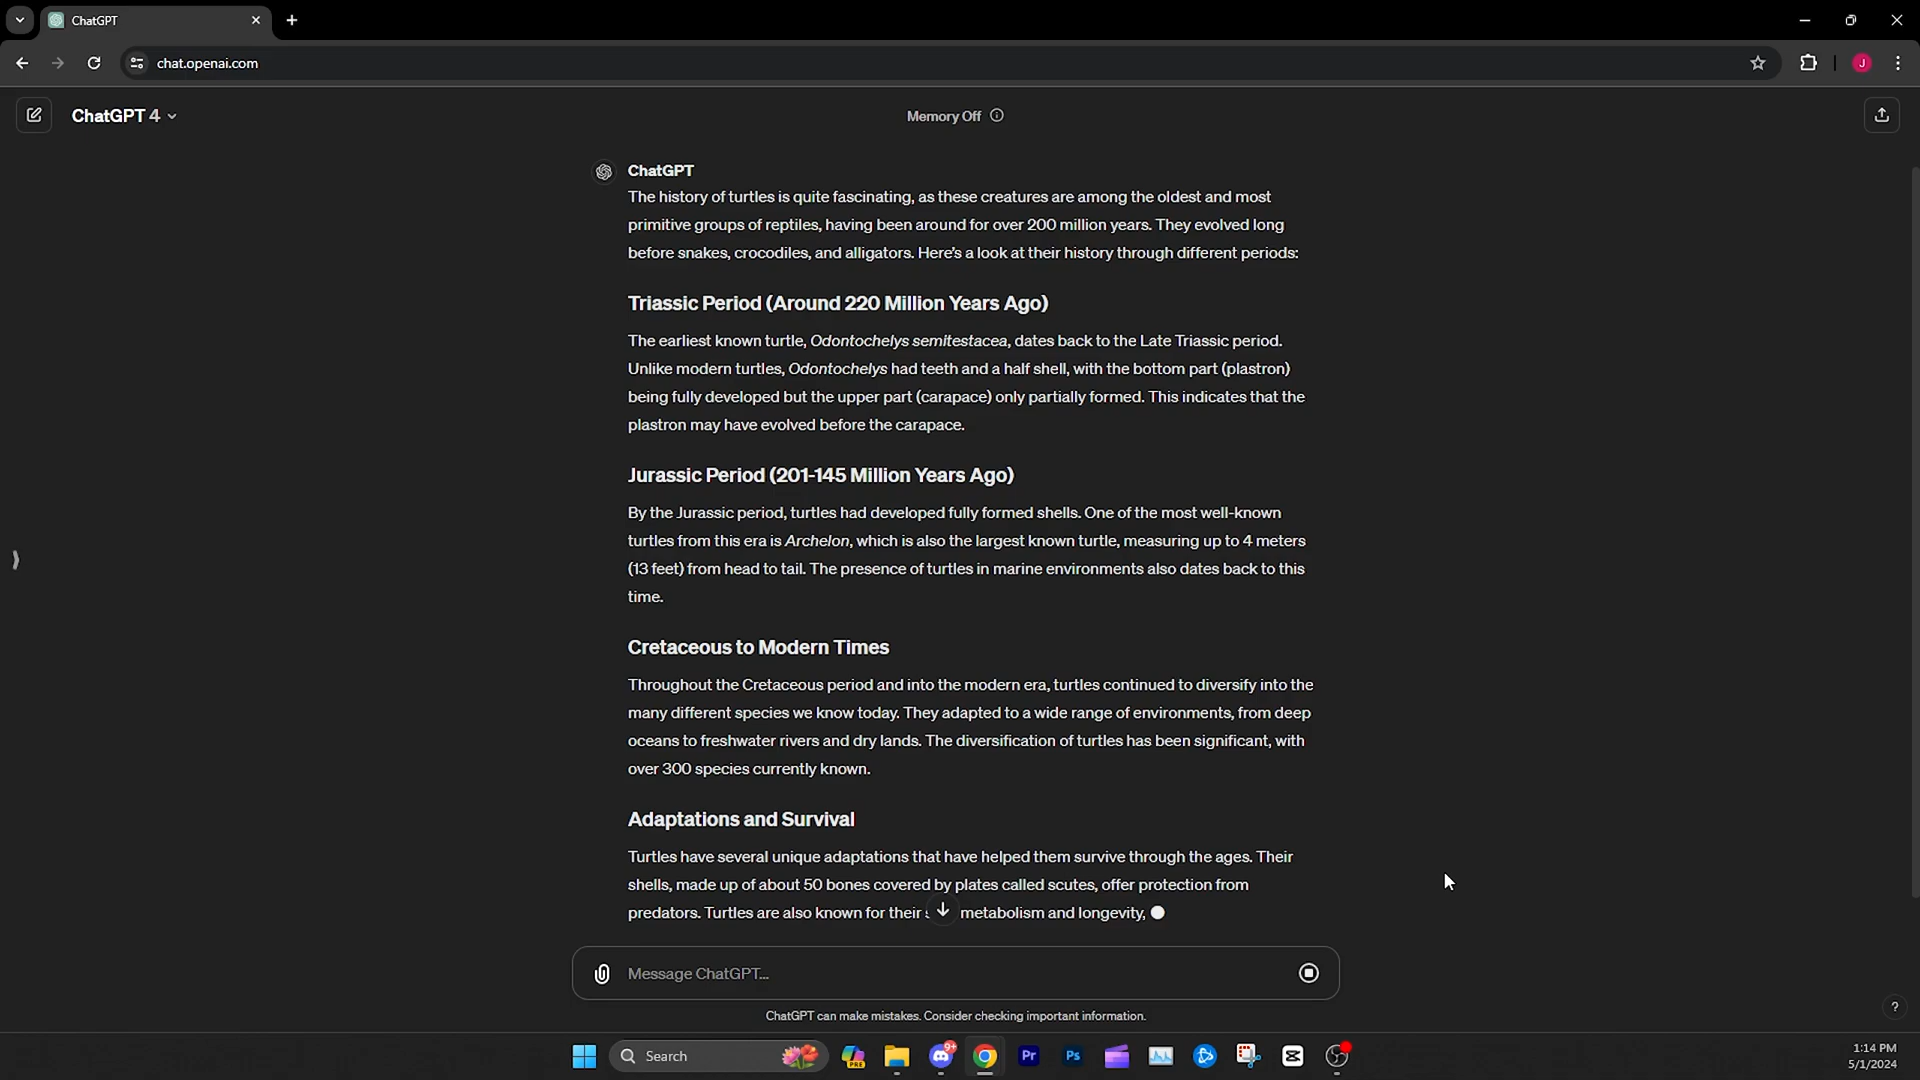 ChatGPT
chat.openai.com
J
ChatGPT 4
Memory Off
ChatGPT
The history of turtles is quite fascinating, as these creatures are among the oldest and most
primitive groups of reptiles, having been around for over 200 million years. They evolved long
before snakes, crocodiles, and alligators. Here's a look at their history through different periods:
Triassic Period (Around 220 Million Years Ago)
The earliest known turtle, Odontochelys semitestacea, dates back to the Late Triassic period.
Unlike modern turtles, Odontochelys had teeth and a half shell, with the bottom part (plastron)
being fully developed but the upper part (carapace) only partially formed. This indicates that the
plastron may have evolved before the carapace.
Jurassic Period (201-145 Million Years Ago)
By the Jurassic period, turtles had developed fully formed shells. One of the most well-known
turtles from this era is Archelon, which is also the largest known turtle, measuring up to 4 meters
(13 feet) from head to tail. The presence of turtles in marine environments also dates back to this
time.
Cretaceous to Modern Times
Throughout the Cretaceous period and into the modern era, turtles continued to diversify into the
many different species we know today. They adapted to a wide range of environments, from deep
oceans to freshwater rivers and dry lands. The diversification of turtles has been significant, with
over 300 species currently known.
Adaptations and Survival
Turtles have several unique adaptations that have helped them survive through the ages. Their
shells, made up of about 50 bones covered by plates called scutes, offer protection from
predators. Turtles are also known for their metabolism and longevity,
Message ChatGPT...
ChatGPT can make mistakes. Consider checking important information.
?
Search
PRE
9+
Pr
Ps
1:14 PM
5/1/2024